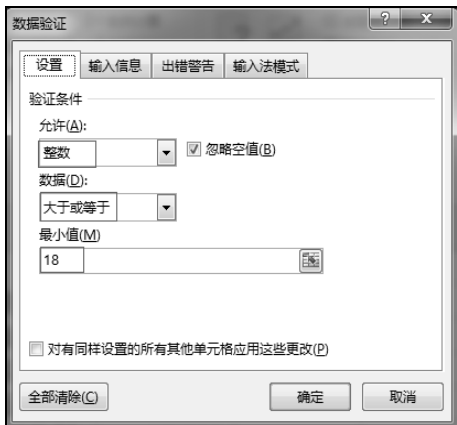 数据验证
? x
设置 输入信息 出错警告 输入法模式
验证条件
允许(A):
整数
忽略空值(B)
数据(D):
大于或等于
最小值(M)
18
对有同样设置的所有其他单元格应用这些更改(P)
全部清除(C) 确定 取消